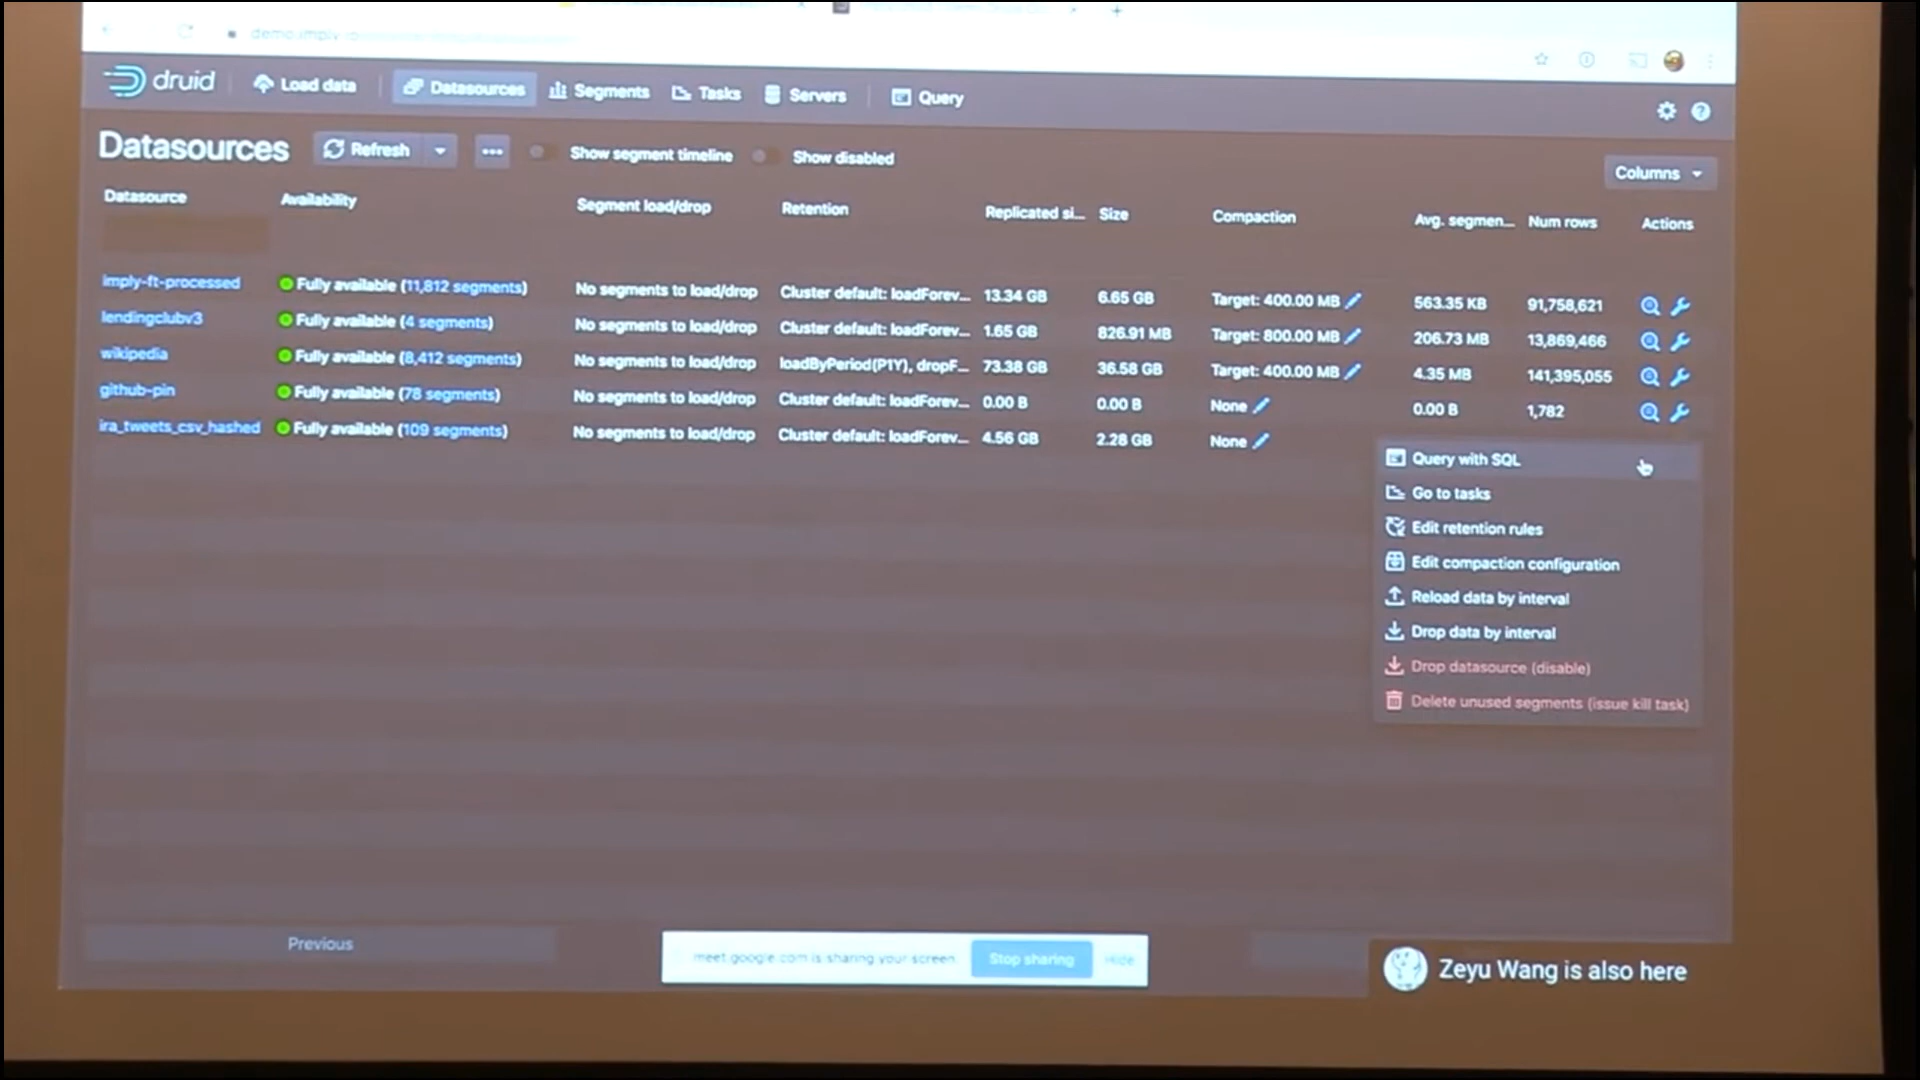 druid Load data Datasources Segments Tasks Servers Query
Datasources Refresh Show segment timeline Show disabled
Columns
Datasource Availability Segment load/drop Retention Replicated si... Size Compaction Avg. segmen... Num rows Actions
imply-ft-processed Fully available (11,812 segments) No segments to load/drop Cluster default: loadForev... 13.34 GB 6.65 GB Target: 400.00 MB 563.35 KB 91,758,621
lendingclubv3 Fully available (4 segments) No segments to load/drop Cluster default: loadForev... 1.65 GB 826.91 MB Target: 800.00 MB 206.73 MB 13,869,466
wikipedia Fully available (8,412 segments) No segments to load/drop loadByPeriod(P1Y), dropF... 73.38 GB 36.58 GB Target: 400.00 MB 4.35 MB 141,395,055
github-pin Fully available (78 segments) No segments to load/drop Cluster default: loadForev... 0.00 B 0.00 B None 0.00 B 1,782
ira_tweets_csv_hashed Fully available (109 segments) No segments to load/drop Cluster default: loadForev... 4.56 GB 2.28 GB None
Query with SQL
Go to tasks
Edit retention rules
Edit compaction configuration
Reload data by interval
Drop data by interval
Drop datasource (disable)
Delete unused segments (issue kill task)
Previous
meet.google.com is sharing your screen Stop sharing Hide
Zeyu Wang is also here